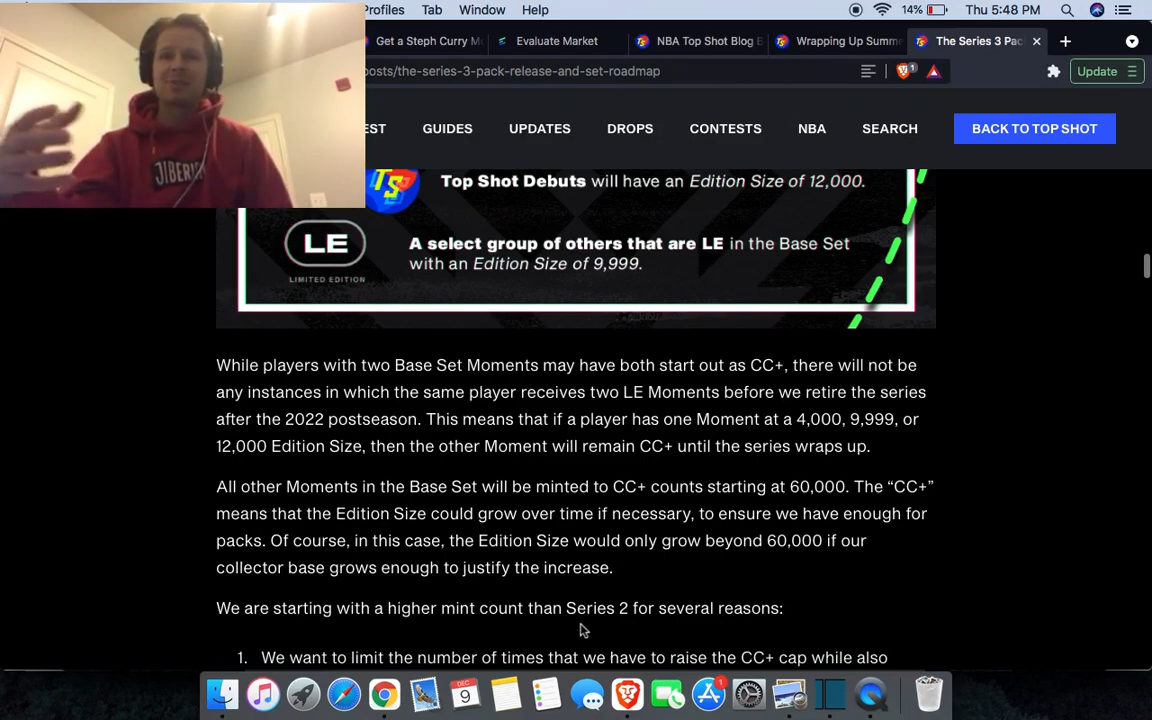 Profiles Tab Window Help 14% Thu 5:48 PM
Get a Steph Curry M Evaluate Market NBA Top Shot Blog B Wrapping Up Summe The Series 3 Pac
posts/the-series-3-pack-release-and-set-roadmap 1 Update
EST GUIDES UPDATES DROPS CONTESTS NBA SEARCH BACK TO TOP SHOT
JIBERI
TS Top Shot Debuts will have an Edition Size of 12,000.
LE A select group of others that are LE in the Base Set
with an Edition Size of 9,999.
LIMITED EDITION
While players with two Base Set Moments may have both start out as CC+, there will not be
any instances in which the same player receives two LE Moments before we retire the series
after the 2022 postseason. This means that if a player has one Moment at a 4,000, 9,999, or
12,000 Edition Size, then the other Moment will remain CC+ until the series wraps up.
All other Moments in the Base Set will be minted to CC+ counts starting at 60,000. The “CC+”
means that the Edition Size could grow over time if necessary, to ensure we have enough for
packs. Of course, in this case, the Edition Size would only grow beyond 60,000 if our
collector base grows enough to justify the increase.
We are starting with a higher mint count than Series 2 for several reasons:
1. We want to limit the number of times that we have to raise the CC+ cap while also
DEC
9
1